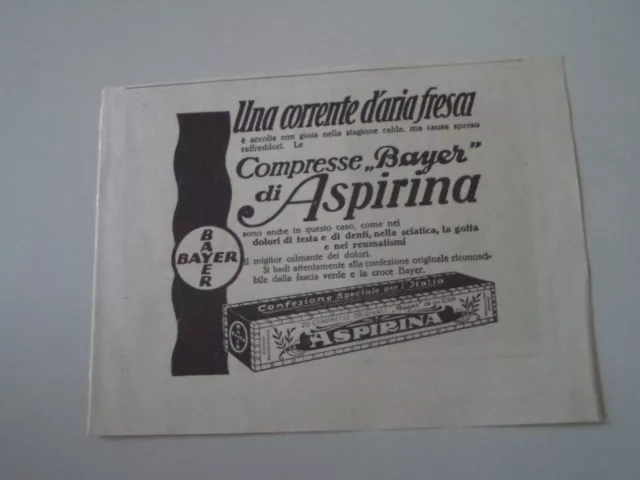 Una corrente d'aria fresca
è accolta con gioia nella stagione calda, ma causa spesso
raffreddori. Le
Compresse „Bayer"
di Aspirina
sono anche in questo caso, come nei
dolori di testa e di denti, nella sciatica, la gotta
e nei reumatismi
il miglior calmante dei dolori.
Si badi attentamente alla confezione originale riconosci-
bile dalla fascia verde e la croce Bayer.
BAYER
BAYER
Confezione Speciale per l'Italia
ASPIRINA